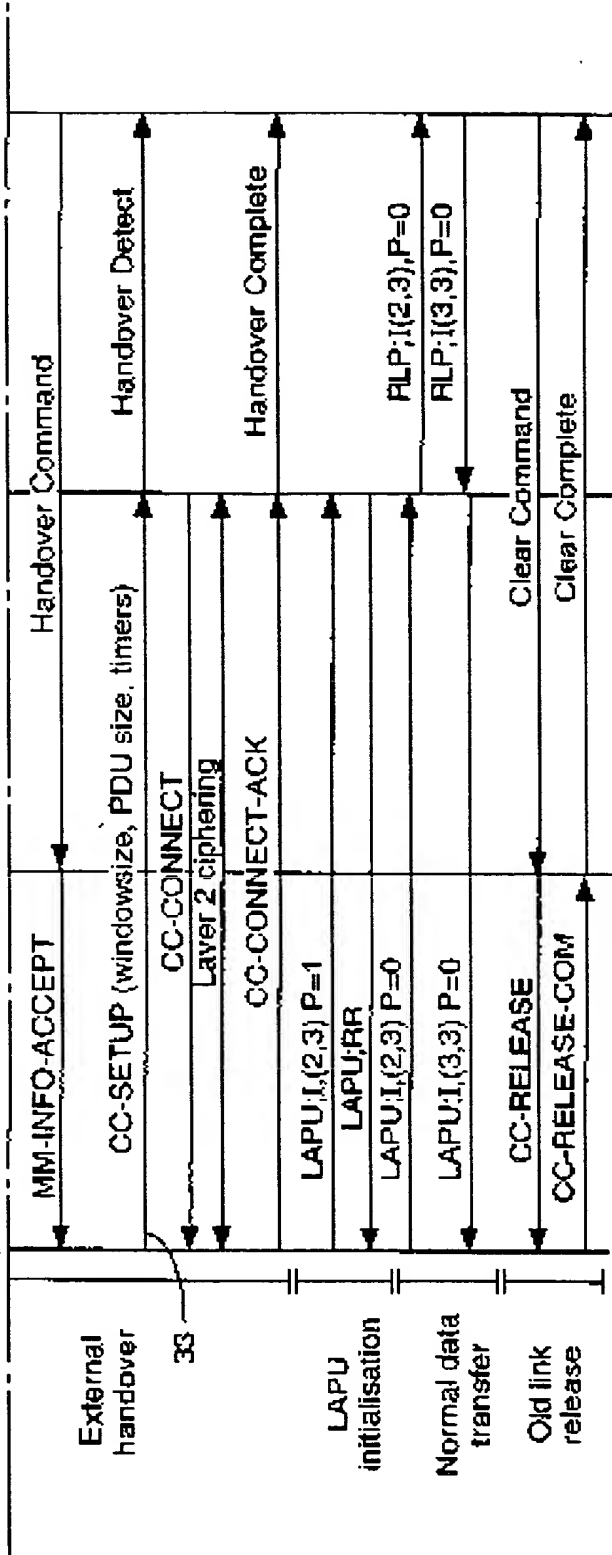 External
handover
MM-INFO-ACCEPT
Handover Command
CC-SETUP (windowsize, PDU size, timers)
Handover Detect
33
CC-CONNECT
Layer 2 ciphering
CC-CONNECT-ACK
Handover Complete
LAPU
initialisation
LAPU;I,(2,3) P=1
LAPU;RR
LAPU;I,(2,3) P=0
RLP;I(2,3),P=0
Normal data
transfer
LAPU;I,(3,3) P=0
RLP;I(3,3),P=0
Old link
release
CC-RELEASE
Clear Command
CC-RELEASE-COM
Clear Complete